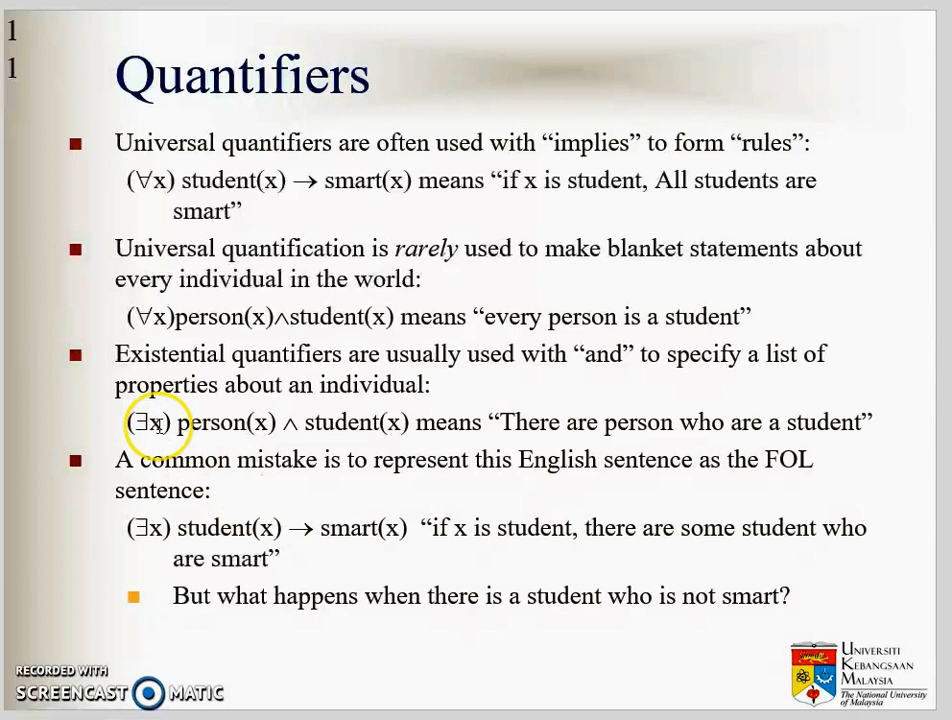 1
1
Quantifiers
Universal quantifiers are often used with “implies” to form “rules”:
(∀x) student(x) → smart(x) means “if x is student, All students are
smart”
Universal quantification is rarely used to make blanket statements about
every individual in the world:
(∀x)person(x)∧student(x) means “every person is a student”
Existential quantifiers are usually used with “and” to specify a list of
properties about an individual:
(∃x) person(x) ∧ student(x) means “There are person who are a student”
A common mistake is to represent this English sentence as the FOL
sentence:
(∃x) student(x) → smart(x) “if x is student, there are some student who
are smart”
But what happens when there is a student who is not smart?
UNIVERSITI
KEBANGSAAN
MALAYSIA
The National University
of Malaysia
RECORDED WITH
SCREENCAST MATIC